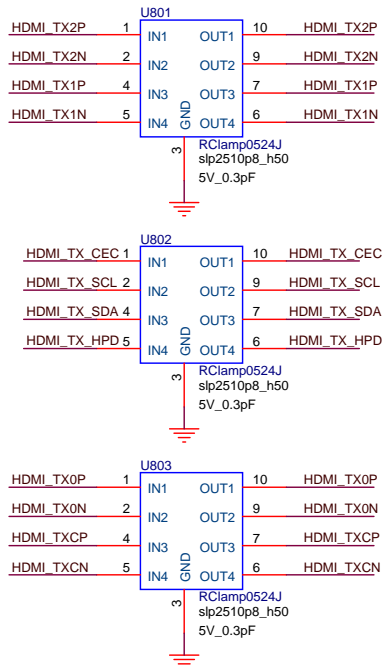 U801
HDMI_TX2P 1 IN1 OUT1 10 HDMI_TX2P
HDMI_TX2N 2 IN2 OUT2 9 HDMI_TX2N
HDMI_TX1P 4 IN3 OUT3 7 HDMI_TX1P
HDMI_TX1N 5 IN4 OUT4 6 HDMI_TX1N
GND
3
RClamp0524J
slp2510p8_h50
5V_0.3pF
U802
HDMI_TX_CEC 1 IN1 OUT1 10 HDMI_TX_CEC
HDMI_TX_SCL 2 IN2 OUT2 9 HDMI_TX_SCL
HDMI_TX_SDA 4 IN3 OUT3 7 HDMI_TX_SDA
HDMI_TX_HPD 5 IN4 OUT4 6 HDMI_TX_HPD
GND
3
RClamp0524J
slp2510p8_h50
5V_0.3pF
U803
HDMI_TX0P 1 IN1 OUT1 10 HDMI_TX0P
HDMI_TX0N 2 IN2 OUT2 9 HDMI_TX0N
HDMI_TXCP 4 IN3 OUT3 7 HDMI_TXCP
HDMI_TXCN 5 IN4 OUT4 6 HDMI_TXCN
GND
3
RClamp0524J
slp2510p8_h50
5V_0.3pF